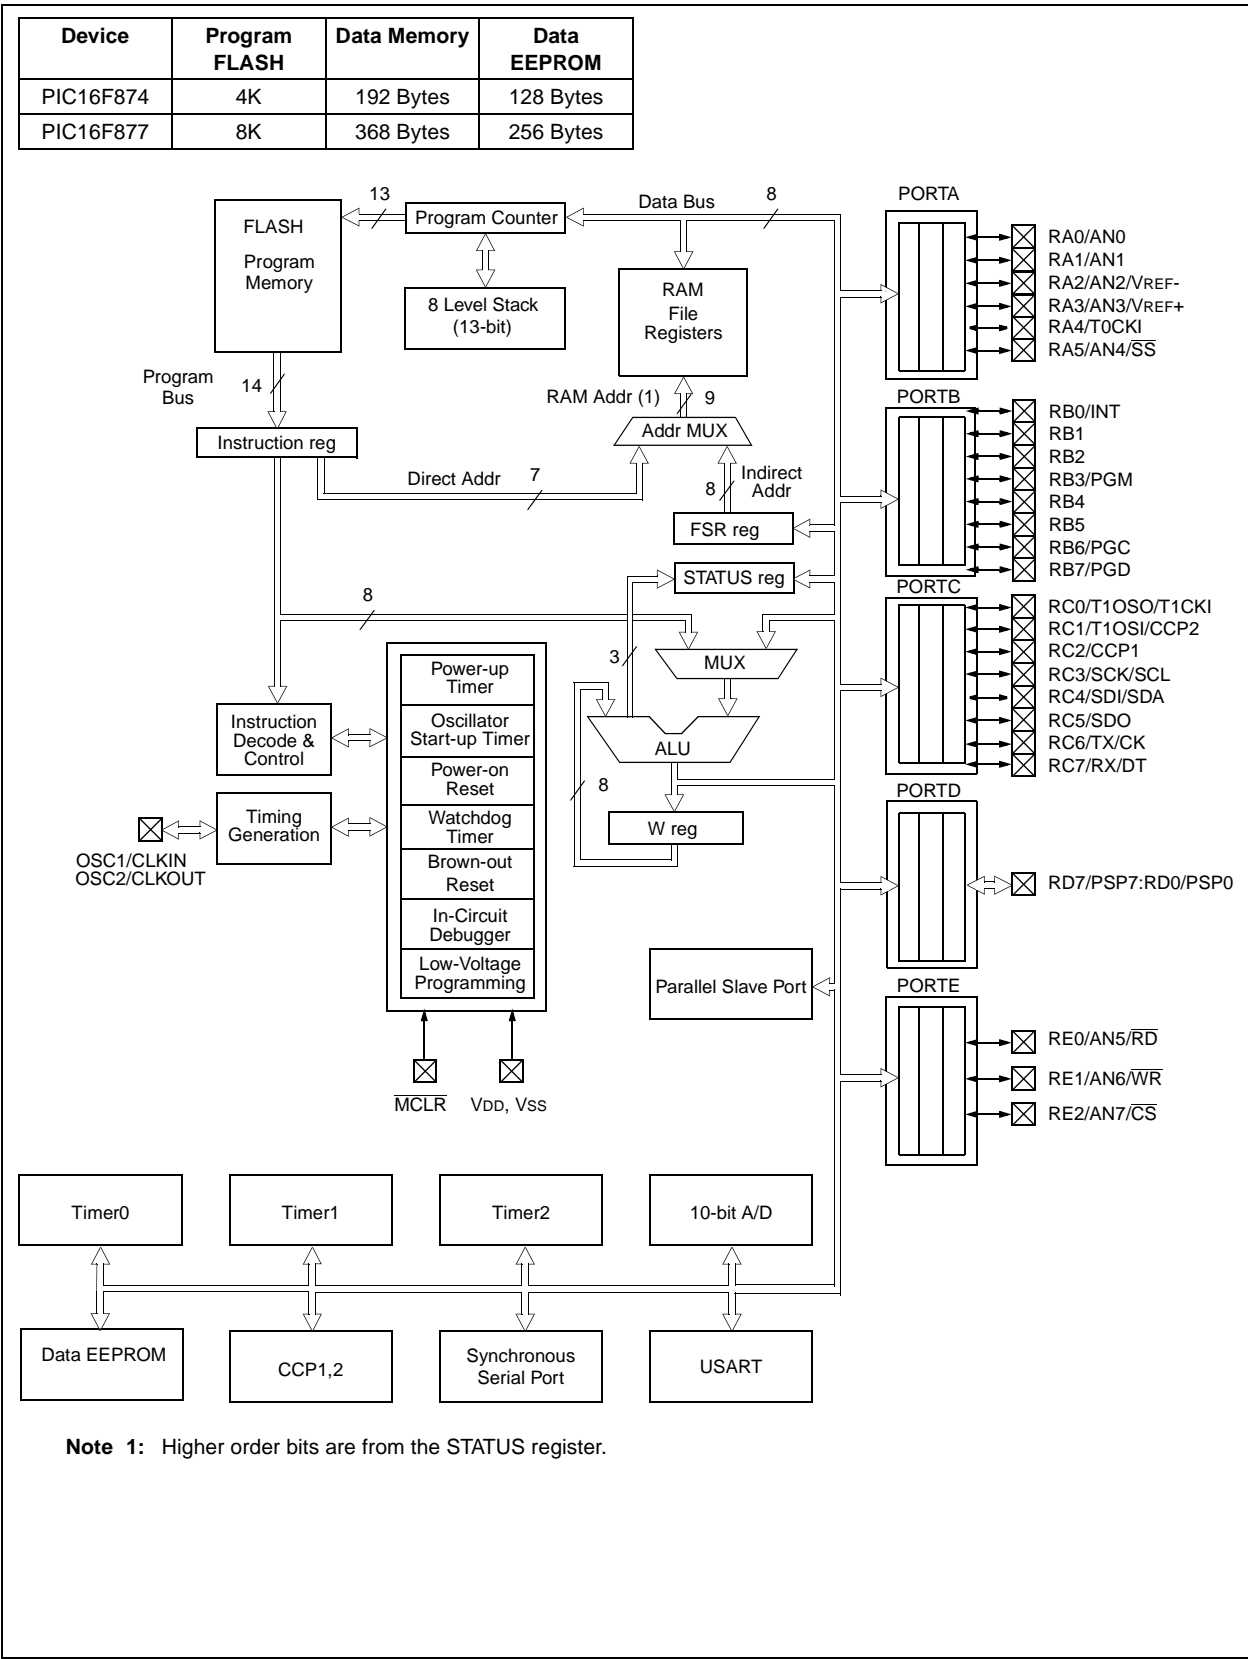 Device Program FLASH Data Memory Data EEPROM
PIC16F874 4K 192 Bytes 128 Bytes
PIC16F877 8K 368 Bytes 256 Bytes
13
Program Counter
Data Bus
8
FLASH
Program
Memory
8 Level Stack
(13-bit)
RAM
File
Registers
Program
Bus
14
RAM Addr (1)
9
Addr MUX
Instruction reg
Direct Addr
7
8
Indirect
Addr
FSR reg
STATUS reg
8
3
MUX
ALU
8
W reg
Power-up
Timer
Oscillator
Start-up Timer
Power-on
Reset
Watchdog
Timer
Brown-out
Reset
In-Circuit
Debugger
Low-Voltage
Programming
Instruction
Decode &
Control
Timing
Generation
OSC1/CLKIN
OSC2/CLKOUT
MCLR
VDD, VSS
Parallel Slave Port
PORTA
RA0/AN0
RA1/AN1
RA2/AN2/VREF-
RA3/AN3/VREF+
RA4/T0CKI
RA5/AN4/SS
PORTB
RB0/INT
RB1
RB2
RB3/PGM
RB4
RB5
RB6/PGC
RB7/PGD
PORTC
RC0/T1OSO/T1CKI
RC1/T1OSI/CCP2
RC2/CCP1
RC3/SCK/SCL
RC4/SDI/SDA
RC5/SDO
RC6/TX/CK
RC7/RX/DT
PORTD
RD7/PSP7:RD0/PSP0
PORTE
RE0/AN5/RD
RE1/AN6/WR
RE2/AN7/CS
Timer0
Timer1
Timer2
10-bit A/D
Data EEPROM
CCP1,2
Synchronous
Serial Port
USART
Note 1: Higher order bits are from the STATUS register.